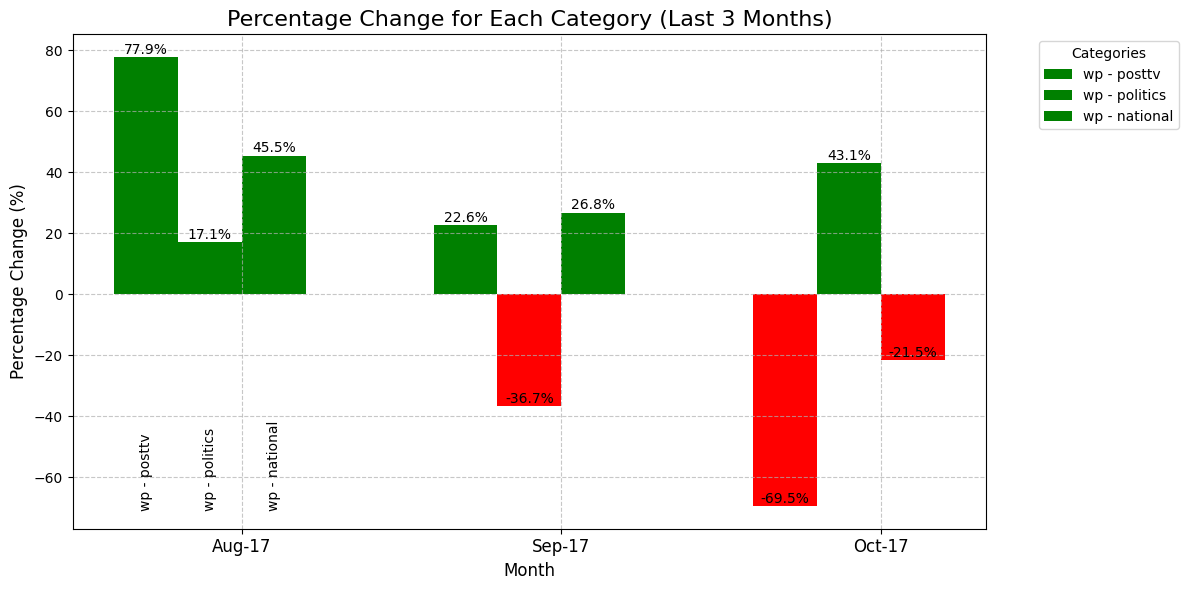 Percentage Change for Each Category (Last 3 Months)
Percentage Change (%)
80
60
40
20
0
−20
−40
−60
77.9%
17.1%
45.5%
22.6%
-36.7%
26.8%
-69.5%
43.1%
-21.5%
wp - posttv
wp - politics
wp - national
Aug-17
Sep-17
Oct-17
Month
Categories
wp - posttv
wp - politics
wp - national